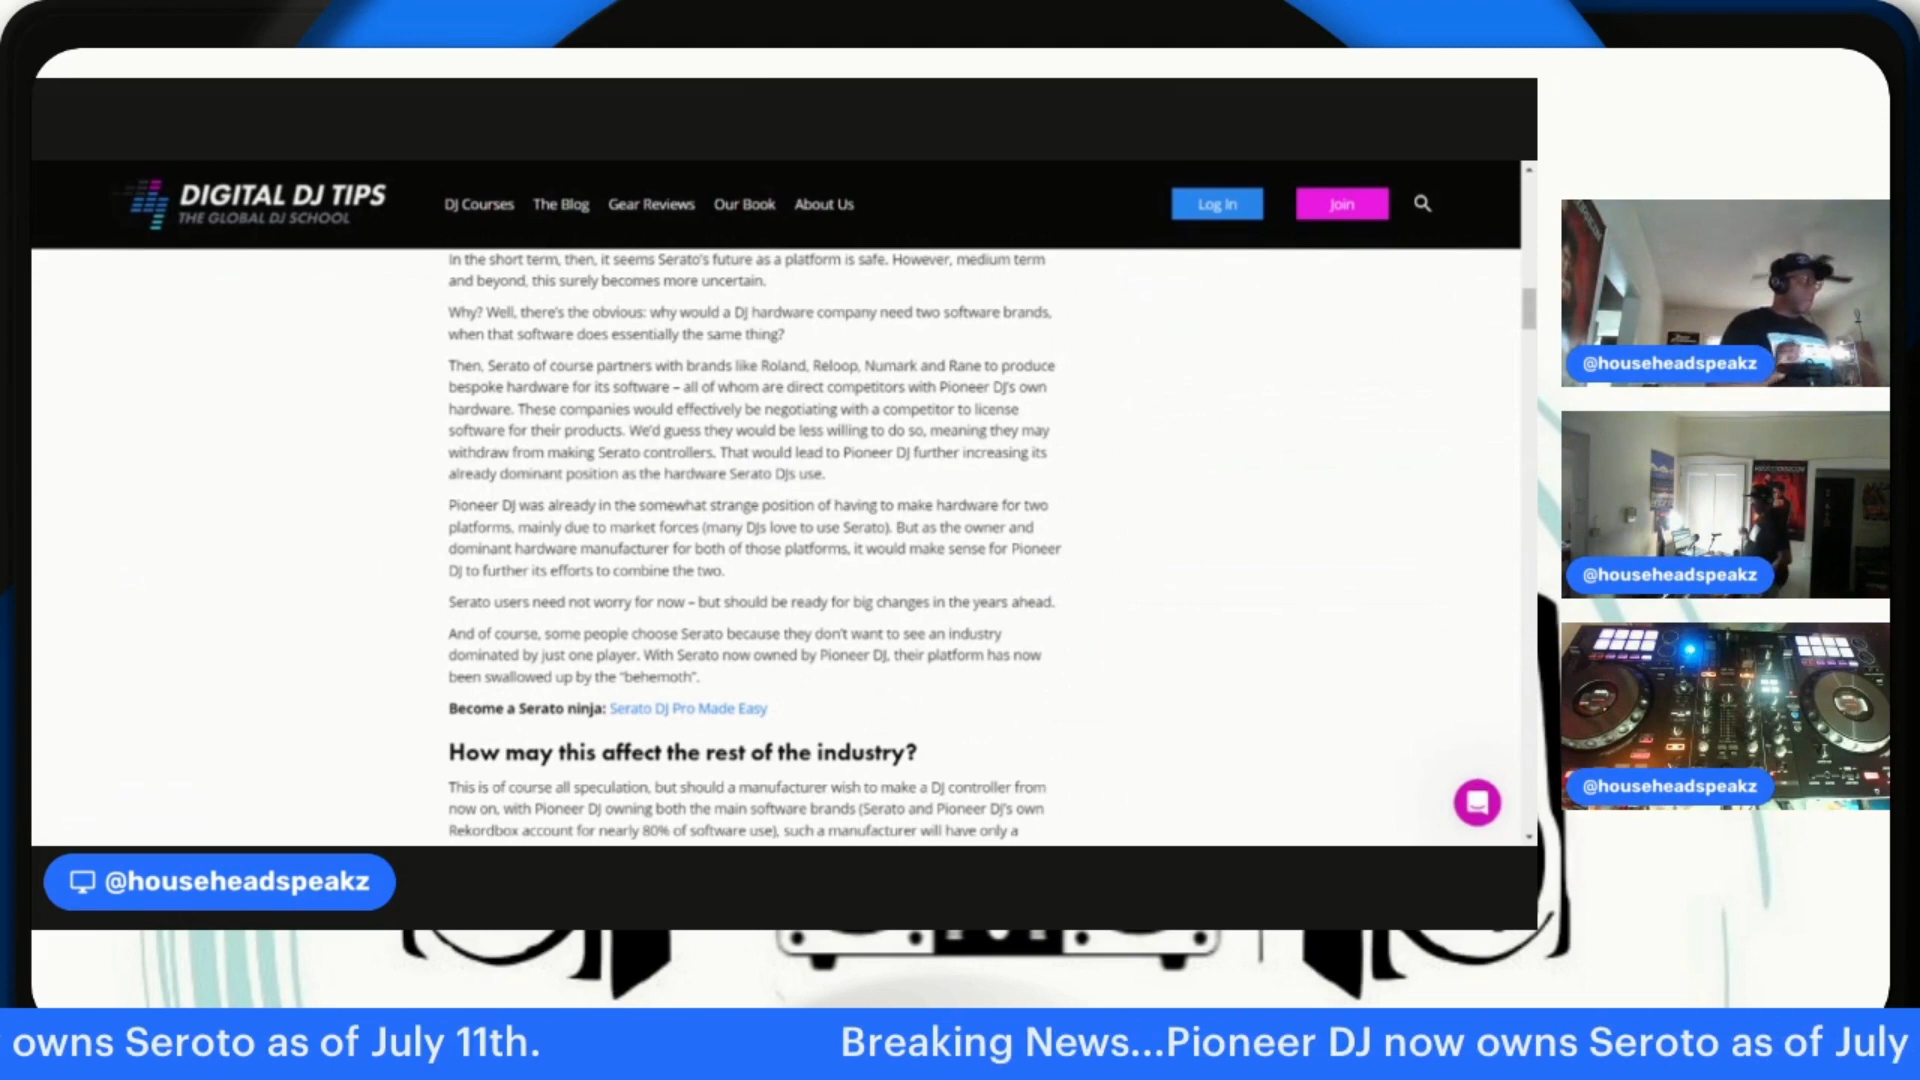 DIGITAL DJ TIPS
THE GLOBAL DJ SCHOOL
DJ Courses The Blog Gear Reviews Our Book About Us
Log In Join
In the short term, then, it seems Serato's future as a platform is safe. However, medium term
and beyond, this surely becomes more uncertain.
Why? Well, there's the obvious: why would a DJ hardware company need two software brands,
when that software does essentially the same thing?
Then, Serato of course partners with brands like Roland, Reloop, Numark and Rane to produce
bespoke hardware for its software – all of whom are direct competitors with Pioneer DJ's own
hardware. These companies would effectively be negotiating with a competitor to license
software for their products. We'd guess they would be less willing to do so, meaning they may
withdraw from making Serato controllers. That would lead to Pioneer DJ further increasing its
already dominant position as the hardware Serato DJs use.
Pioneer DJ was already in the somewhat strange position of having to make hardware for two
platforms, mainly due to market forces (many DJs love to use Serato). But as the owner and
dominant hardware manufacturer for both of those platforms, it would make sense for Pioneer
DJ to further its efforts to combine the two.
Serato users need not worry for now – but should be ready for big changes in the years ahead.
And of course, some people choose Serato because they don't want to see an industry
dominated by just one player. With Serato now owned by Pioneer DJ, their platform has now
been swallowed up by the "behemoth".
Become a Serato ninja: Serato DJ Pro Made Easy
How may this affect the rest of the industry?
This is of course all speculation, but should a manufacturer wish to make a DJ controller from
now on, with Pioneer DJ owning both the main software brands (Serato and Pioneer DJ's own
Rekordbox account for nearly 80% of software use), such a manufacturer will have only a
@househeadspeakz
@househeadspeakz
@househeadspeakz
@househeadspeakz
owns Seroto as of July 11th.
Breaking News...Pioneer DJ now owns Seroto as of July